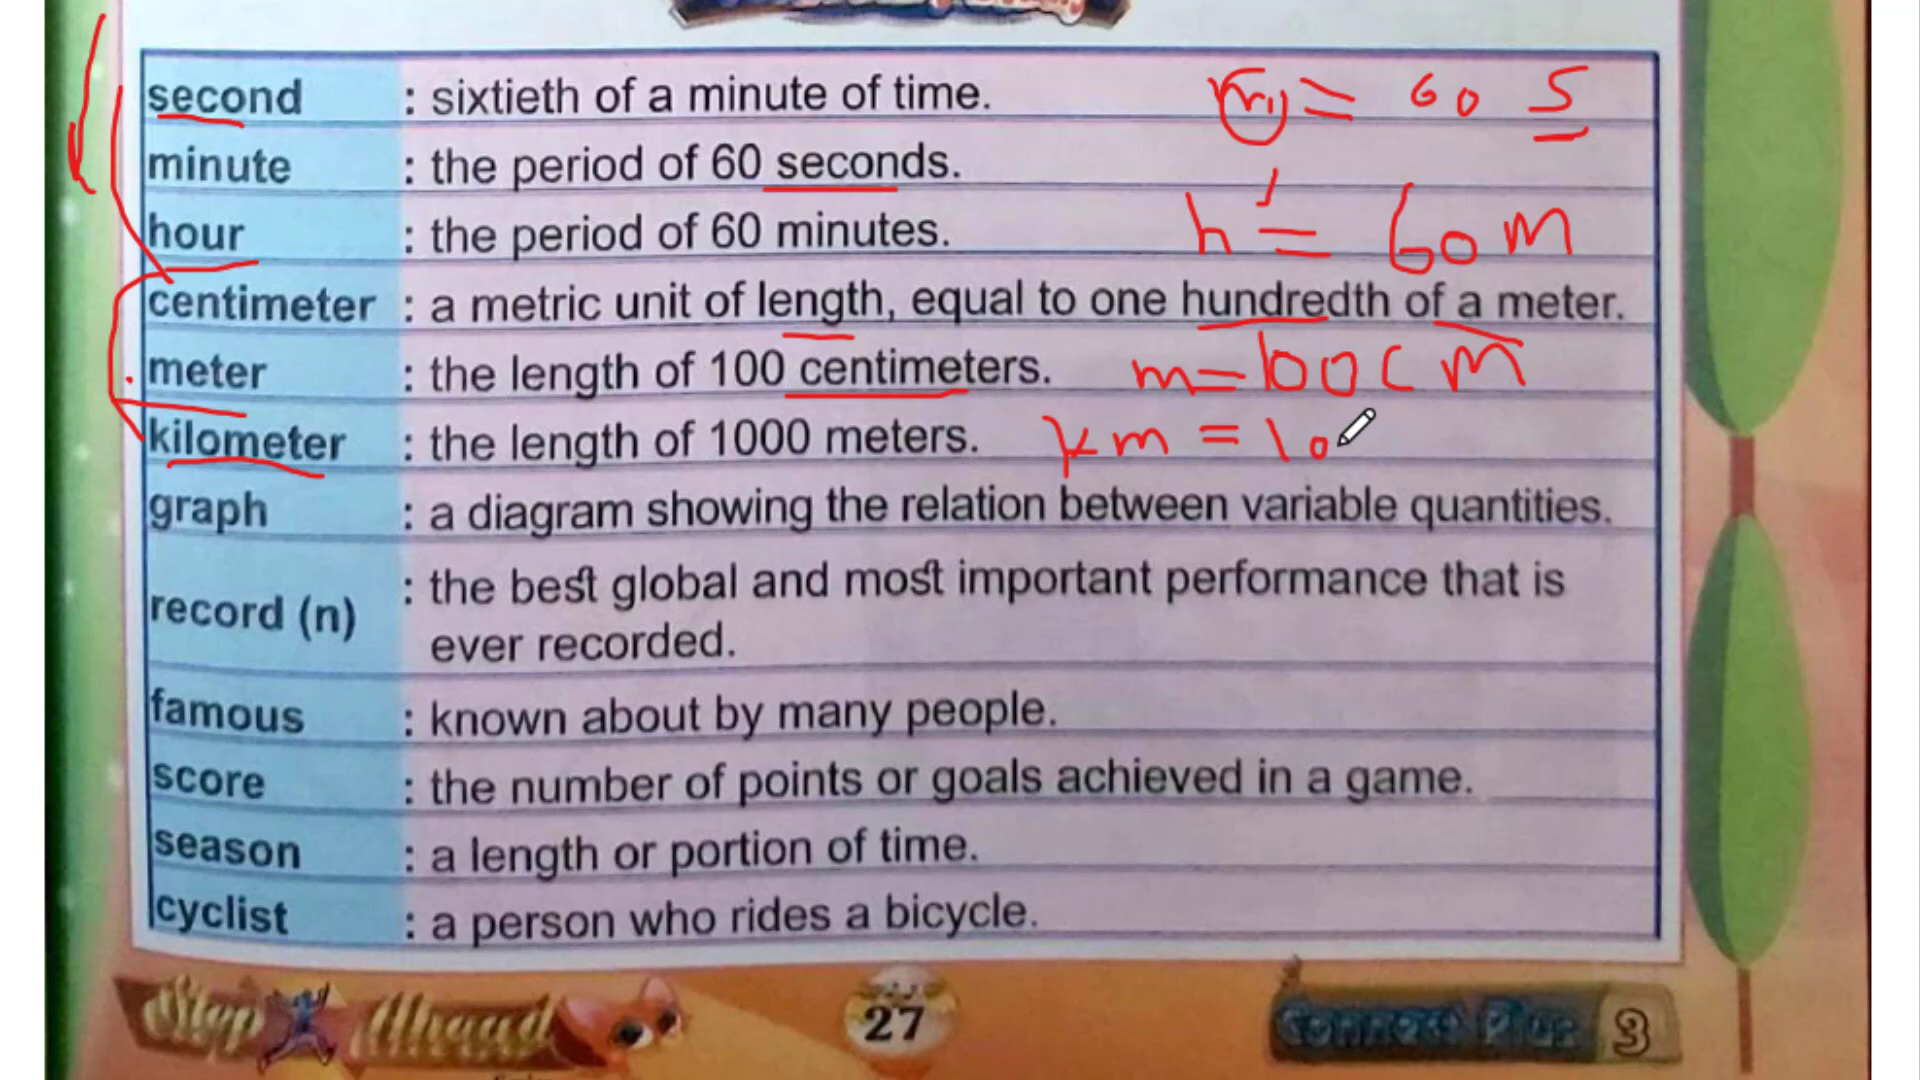 second : sixtieth of a minute of time. m = 60 S
minute : the period of 60 seconds.
hour : the period of 60 minutes. h = 60 m
centimeter : a metric unit of length, equal to one hundredth of a meter.
meter : the length of 100 centimeters. m = 100 cm
kilometer : the length of 1000 meters. km = 10
graph : a diagram showing the relation between variable quantities.
record (n) : the best global and most important performance that is
ever recorded.
famous : known about by many people.
score : the number of points or goals achieved in a game.
season : a length or portion of time.
cyclist : a person who rides a bicycle.
Step Ahead 27 Connect Plus 3